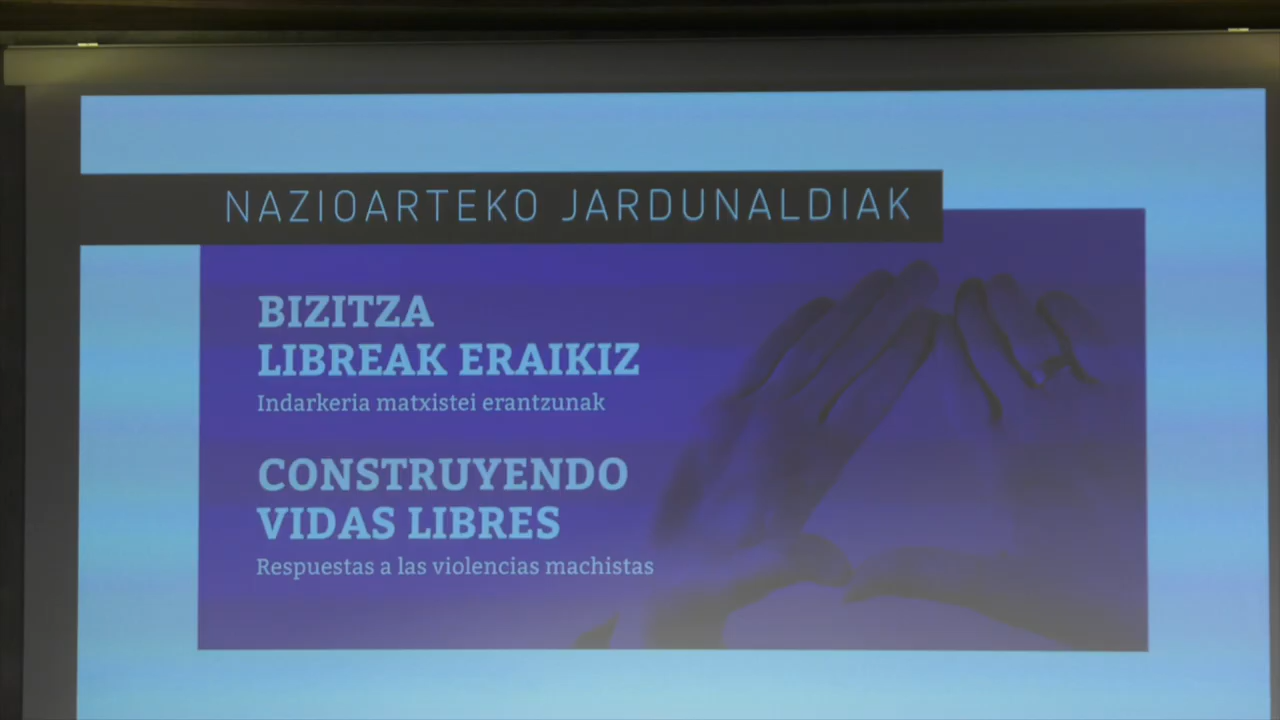 NAZIOARTEKO JARDUNALDIAK
BIZITZA
LIBREAK ERAIKIZ
Indarkeria matxistei erantzunak
CONSTRUYENDO
VIDAS LIBRES
Respuestas a las violencias machistas